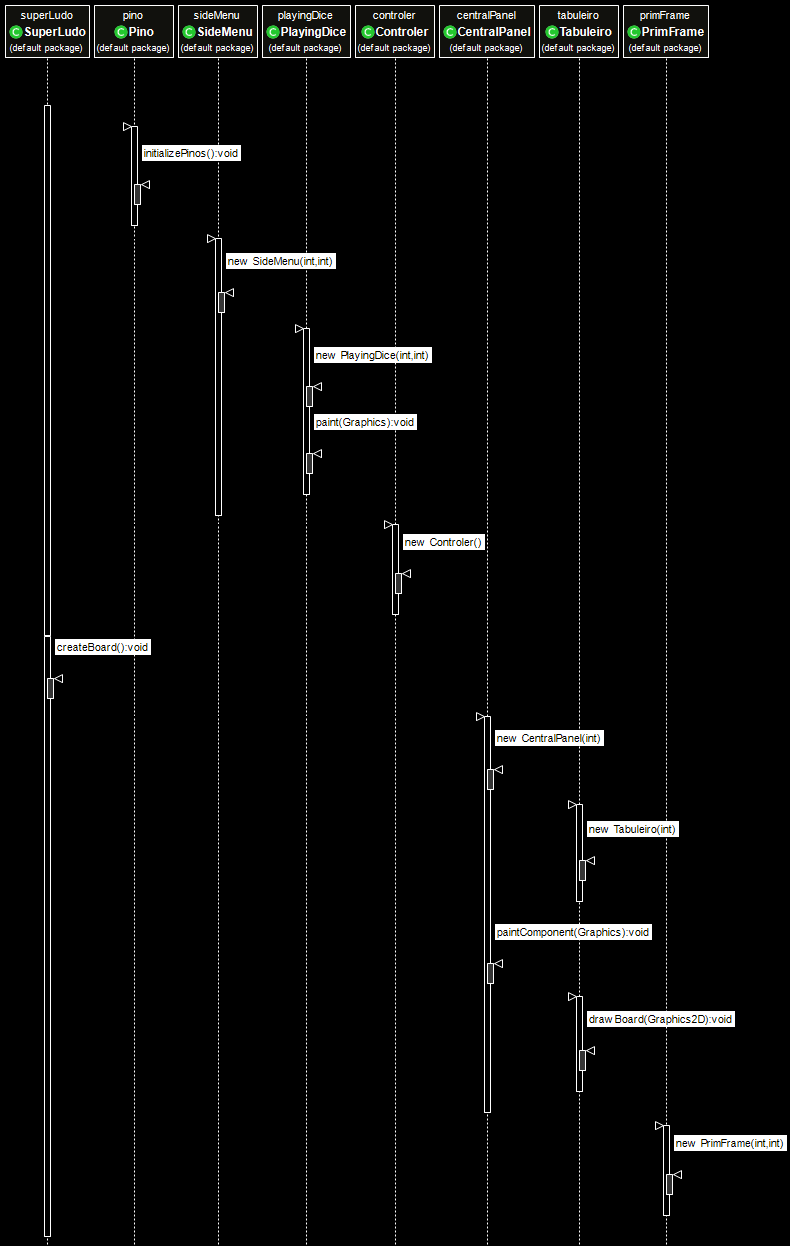 superLudo
C SuperLudo
(default package)
pino
C Pino
(default package)
sideMenu
C SideMenu
(default package)
playingDice
C PlayingDice
(default package)
controler
C Controler
(default package)
centralPanel
C CentralPanel
(default package)
tabuleiro
C Tabuleiro
(default package)
primFrame
C PrimFrame
(default package)
initializePinos():void
new SideMenu(int,int)
new PlayingDice(int,int)
paint(Graphics):void
new Controler()
createBoard():void
new CentralPanel(int)
new Tabuleiro(int)
paintComponent(Graphics):void
drawBoard(Graphics2D):void
new PrimFrame(int,int)